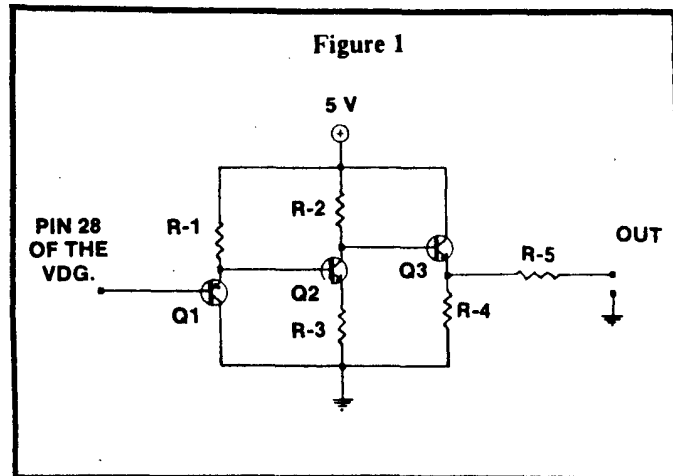 Figure 1
5 V
PIN 28
OF THE
VDG.
R-1
R-2
R-3
R-4
R-5
Q1
Q2
Q3
OUT